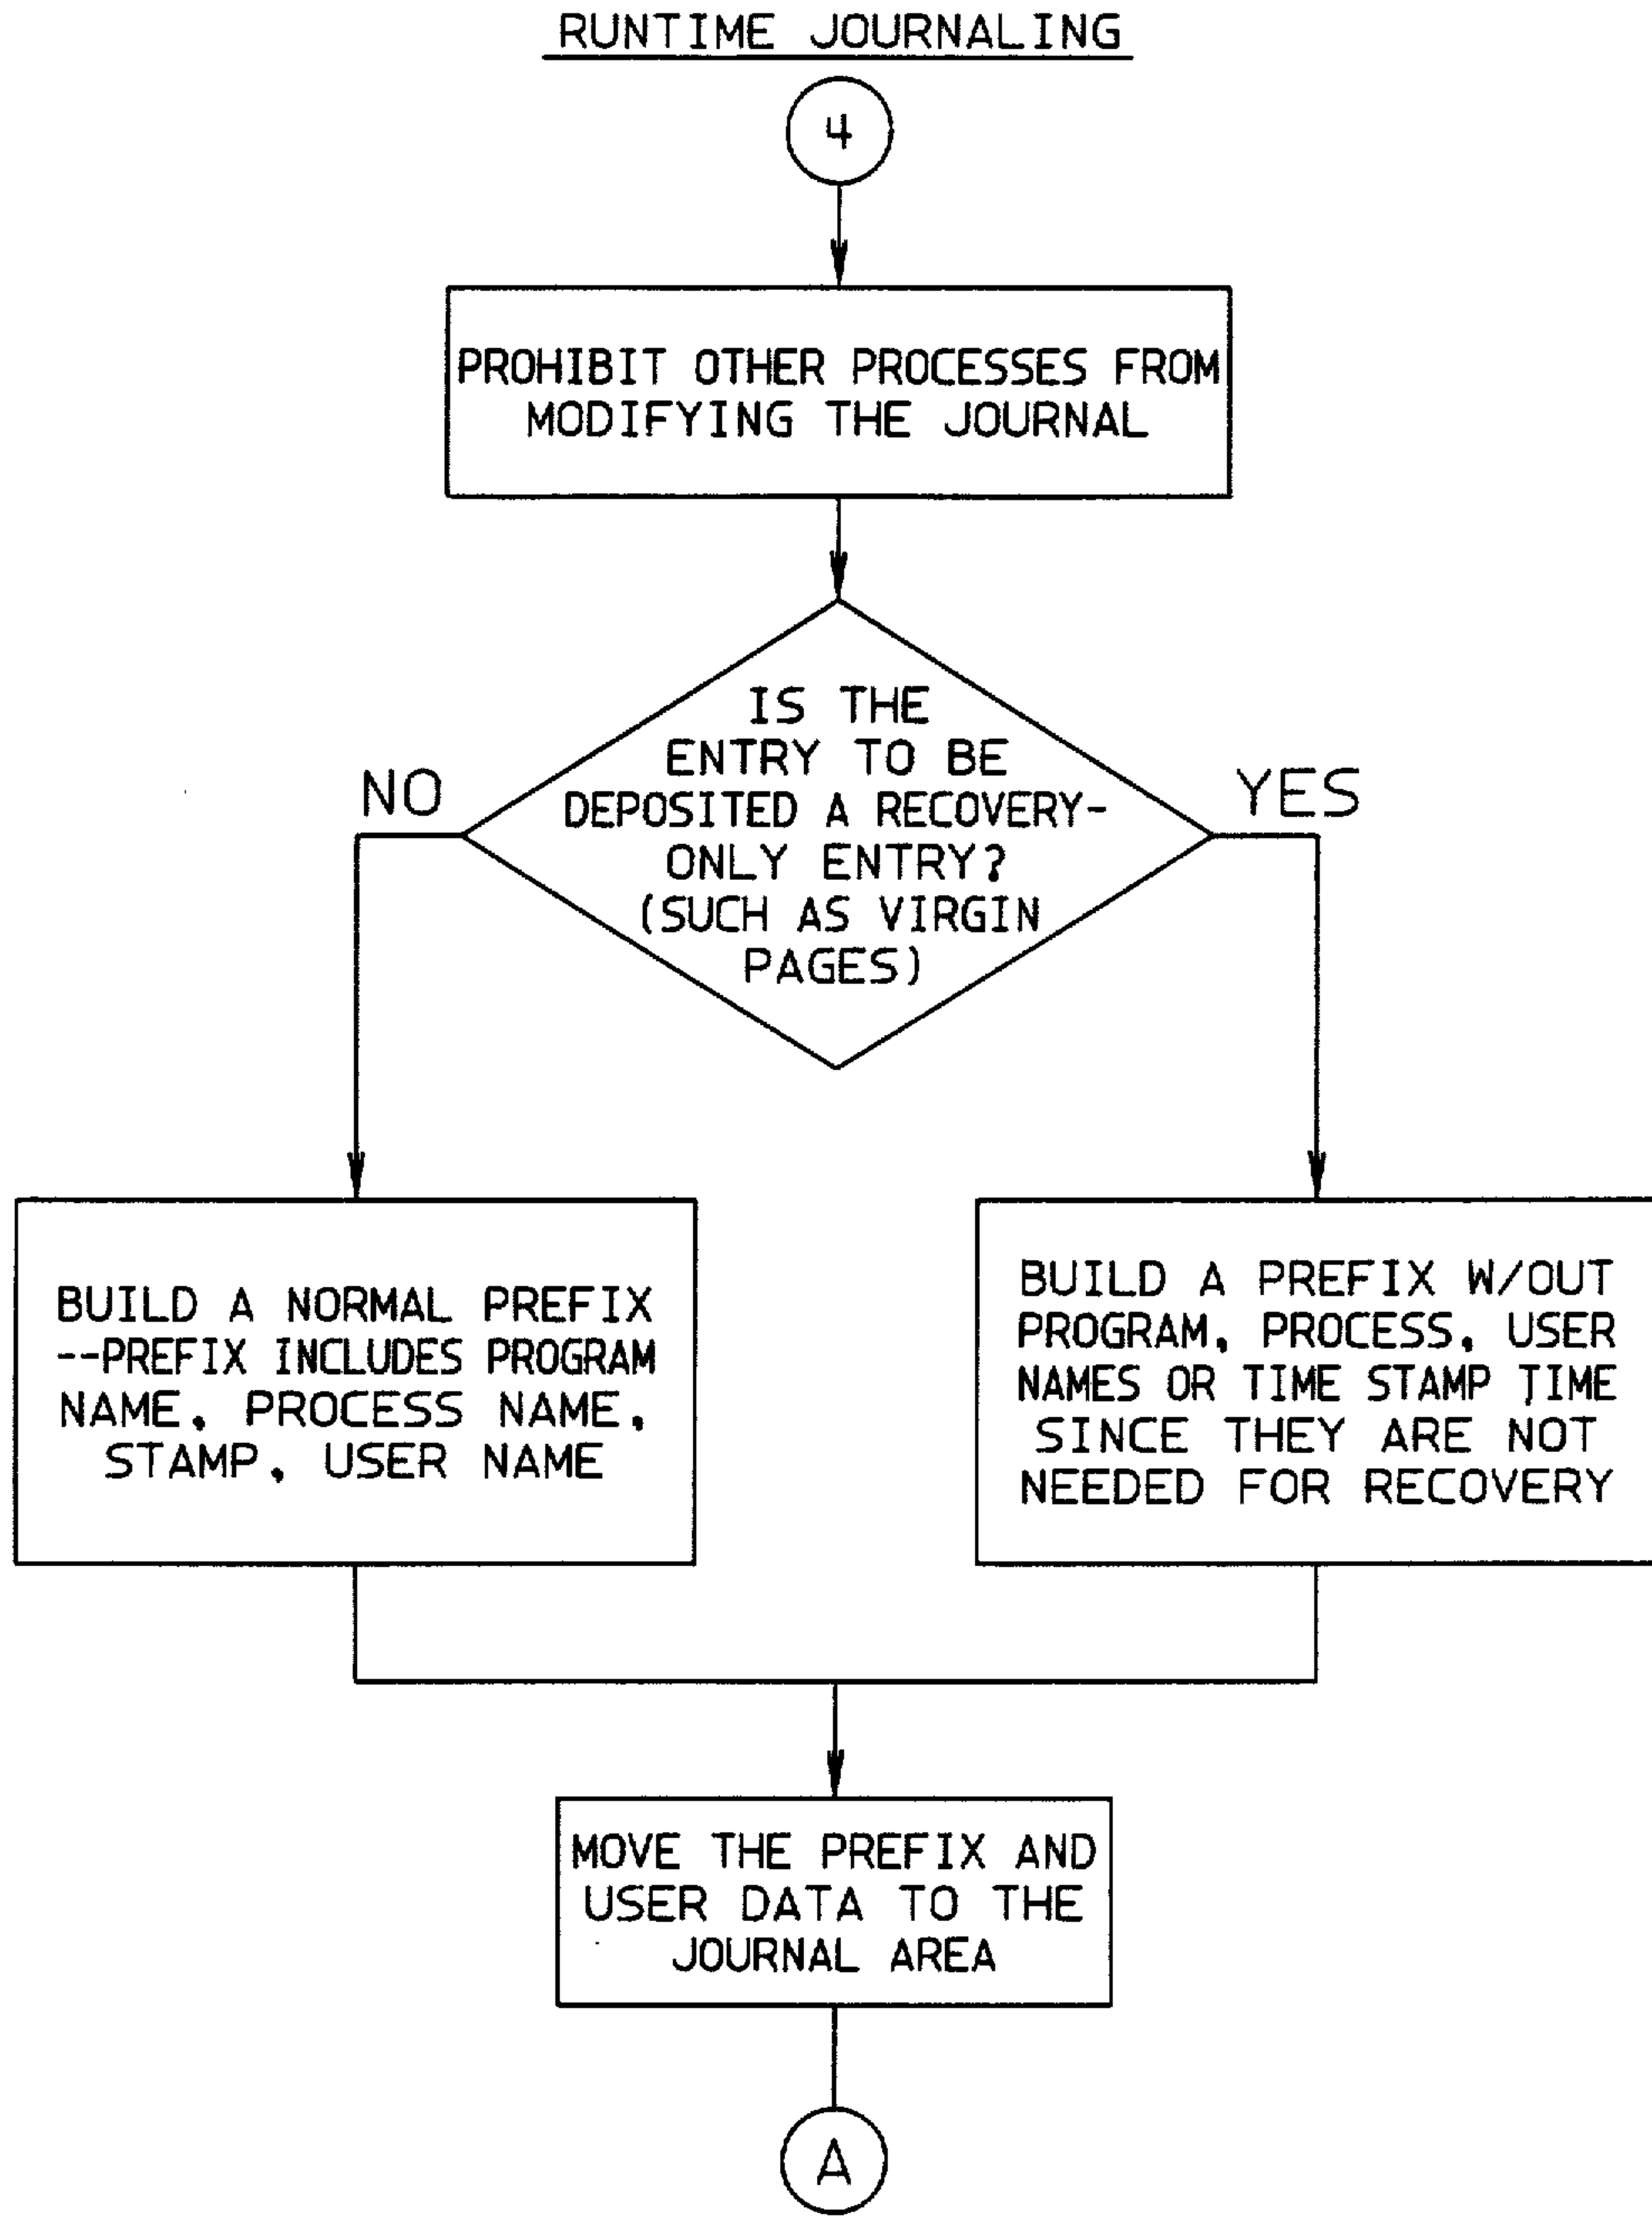 RUNTIME JOURNALING
4
PROHIBIT OTHER PROCESSES FROM
MODIFYING THE JOURNAL
IS THE
ENTRY TO BE
DEPOSITED A RECOVERY-
ONLY ENTRY?
(SUCH AS VIRGIN
PAGES)
NO
YES
BUILD A NORMAL PREFIX
--PREFIX INCLUDES PROGRAM
NAME, PROCESS NAME,
STAMP, USER NAME
BUILD A PREFIX W/OUT
PROGRAM, PROCESS, USER
NAMES OR TIME STAMP TIME
SINCE THEY ARE NOT
NEEDED FOR RECOVERY
MOVE THE PREFIX AND
USER DATA TO THE
JOURNAL AREA
A